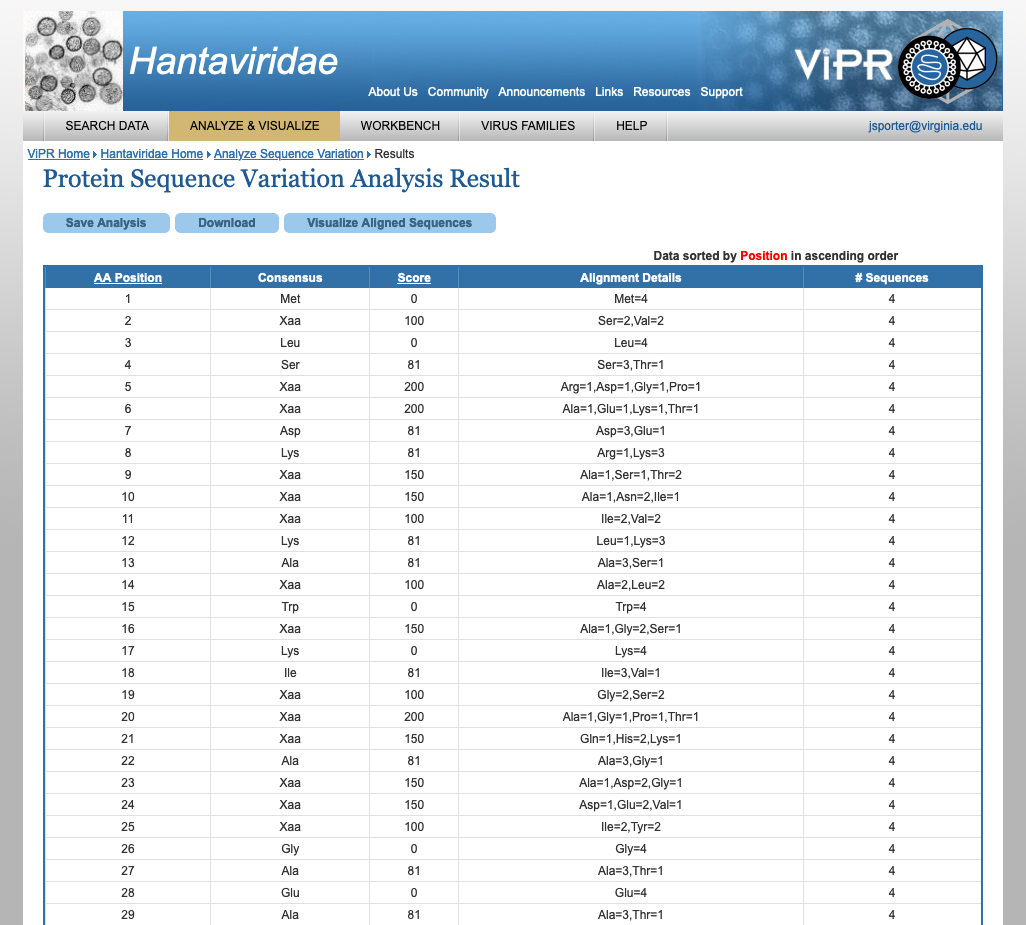 Hantaviridae
ViPR
About Us Community Announcements Links Resources Support
SEARCH DATA ANALYZE & VISUALIZE WORKBENCH VIRUS FAMILIES HELP jsporter@virginia.edu
ViPR Home Hantaviridae Home Analyze Sequence Variation Results
Protein Sequence Variation Analysis Result
Save Analysis Download Visualize Aligned Sequences
Data sorted by Position in ascending order
AA Position Consensus Score Alignment Details # Sequences
1 Met 0 Met=4 4
2 Xaa 100 Ser=2,Val=2 4
3 Leu 0 Leu=4 4
4 Ser 81 Ser=3,Thr=1 4
5 Xaa 200 Arg=1,Asp=1,Gly=1,Pro=1 4
6 Xaa 200 Ala=1,Glu=1,Lys=1,Thr=1 4
7 Asp 81 Asp=3,Glu=1 4
8 Lys 81 Arg=1,Lys=3 4
9 Xaa 150 Ala=1,Ser=1,Thr=2 4
10 Xaa 150 Ala=1,Asn=2,Ile=1 4
11 Xaa 100 Ile=2,Val=2 4
12 Lys 81 Leu=1,Lys=3 4
13 Ala 81 Ala=3,Ser=1 4
14 Xaa 100 Ala=2,Leu=2 4
15 Trp 0 Trp=4 4
16 Xaa 150 Ala=1,Gly=2,Ser=1 4
17 Lys 0 Lys=4 4
18 Ile 81 Ile=3,Val=1 4
19 Xaa 100 Gly=2,Ser=2 4
20 Xaa 200 Ala=1,Gly=1,Pro=1,Thr=1 4
21 Xaa 150 Gln=1,His=2,Lys=1 4
22 Ala 81 Ala=3,Gly=1 4
23 Xaa 150 Ala=1,Asp=2,Gly=1 4
24 Xaa 150 Asp=1,Glu=2,Val=1 4
25 Xaa 100 Ile=2,Tyr=2 4
26 Gly 0 Gly=4 4
27 Ala 81 Ala=3,Thr=1 4
28 Glu 0 Glu=4 4
29 Ala 81 Ala=3,Thr=1 4